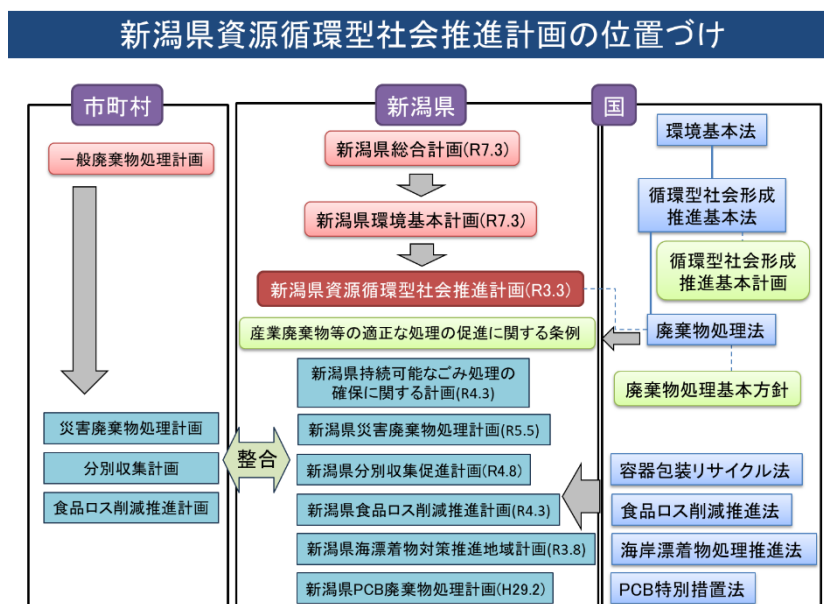 新潟県資源循環型社会推進計画の位置づけ
市町村
一般廃棄物処理計画
災害廃棄物処理計画
分別収集計画
食品ロス削減推進計画
整合
新潟県
新潟県総合計画(R7.3)
新潟県環境基本計画(R7.3)
新潟県資源循環型社会推進計画(R3.3)
産業廃棄物等の適正な処理の促進に関する条例
新潟県持続可能なごみ処理の
確保に関する計画(R4.3)
新潟県災害廃棄物処理計画(R5.5)
新潟県分別収集促進計画(R4.8)
新潟県食品ロス削減推進計画(R4.3)
新潟県海漂着物対策推進地域計画(R3.8)
新潟県PCB廃棄物処理計画(H29.2)
国
環境基本法
循環型社会形成
推進基本法
循環型社会形成
推進基本計画
廃棄物処理法
廃棄物処理基本方針
容器包装リサイクル法
食品ロス削減推進法
海岸漂着物処理推進法
PCB特別措置法